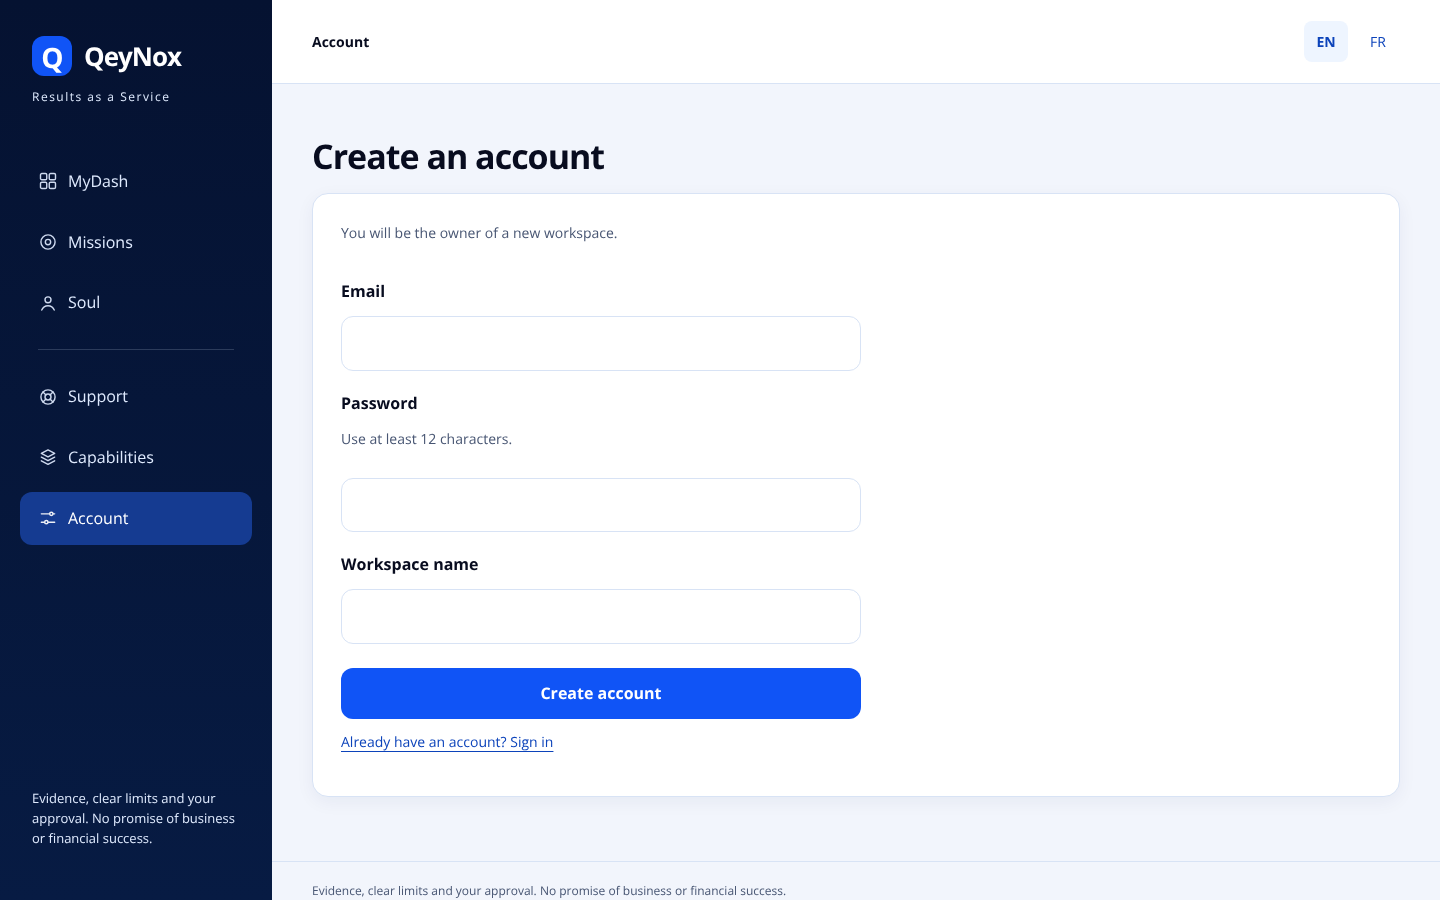 Q QeyNox
Results as a Service
MyDash
Missions
Soul
Support
Capabilities
Account
Evidence, clear limits and your
approval. No promise of business
or financial success.
Account
EN
FR
Create an account
You will be the owner of a new workspace.
Email
Password
Use at least 12 characters.
Workspace name
Create account
Already have an account? Sign in
Evidence, clear limits and your approval. No promise of business or financial success.